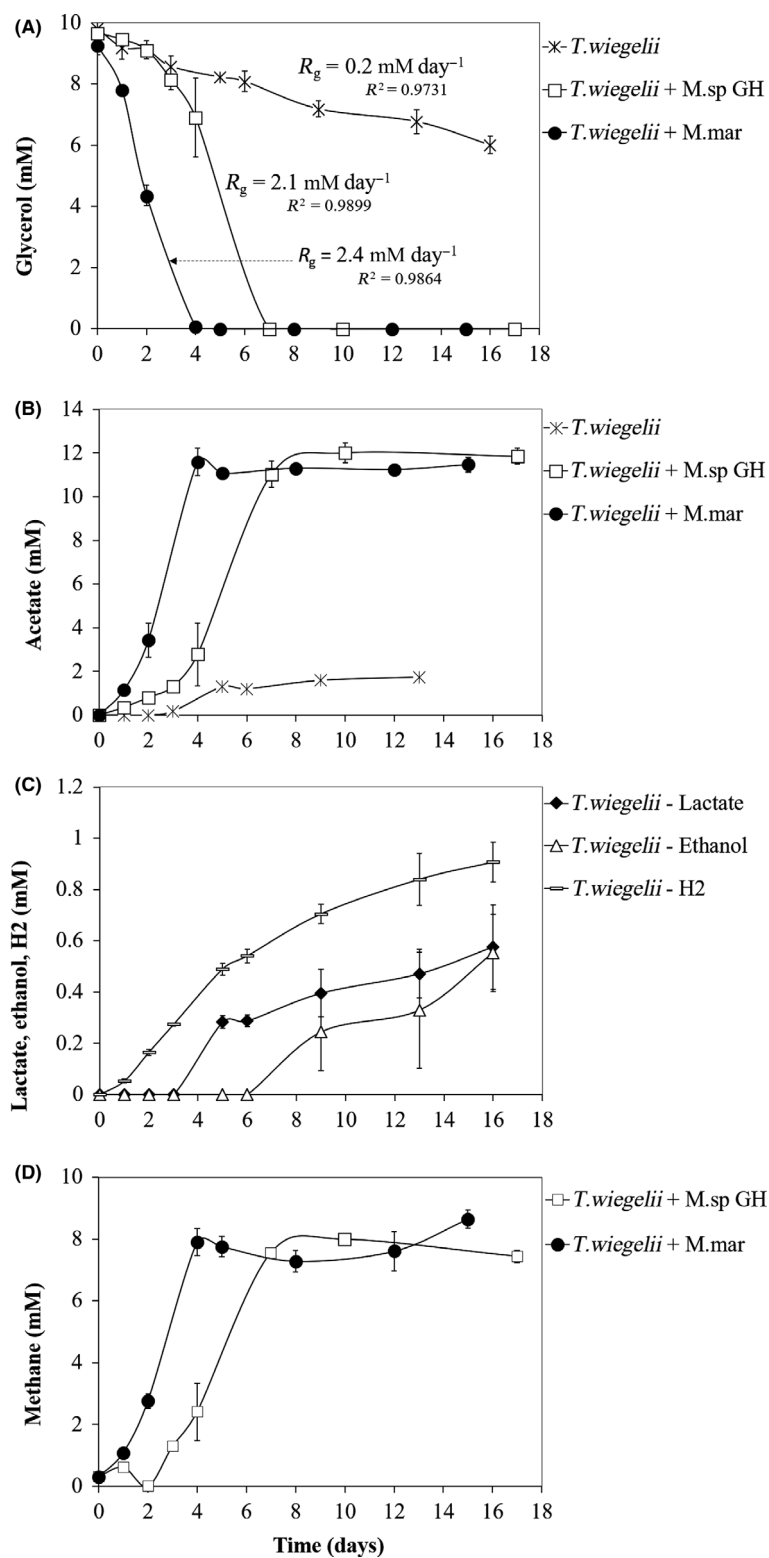 (A)
10
8
6
4
2
0
Glycerol (mM)
0 2 4 6 8 10 12 14 16 18
Rg = 0.2 mM day⁻¹
R² = 0.9731
Rg = 2.1 mM day⁻¹
R² = 0.9899
Rg = 2.4 mM day⁻¹
R² = 0.9864
T.wiegelii
T.wiegelii + M.sp GH
T.wiegelii + M.mar
(B)
14
12
10
8
6
4
2
0
Acetate (mM)
0 2 4 6 8 10 12 14 16 18
T.wiegelii
T.wiegelii + M.sp GH
T.wiegelii + M.mar
(C)
1.2
1
0.8
0.6
0.4
0.2
0
Lactate, ethanol, H2 (mM)
0 2 4 6 8 10 12 14 16 18
T.wiegelii - Lactate
T.wiegelii - Ethanol
T.wiegelii - H2
(D)
10
8
6
4
2
0
Methane (mM)
0 2 4 6 8 10 12 14 16 18
Time (days)
T.wiegelii + M.sp GH
T.wiegelii + M.mar